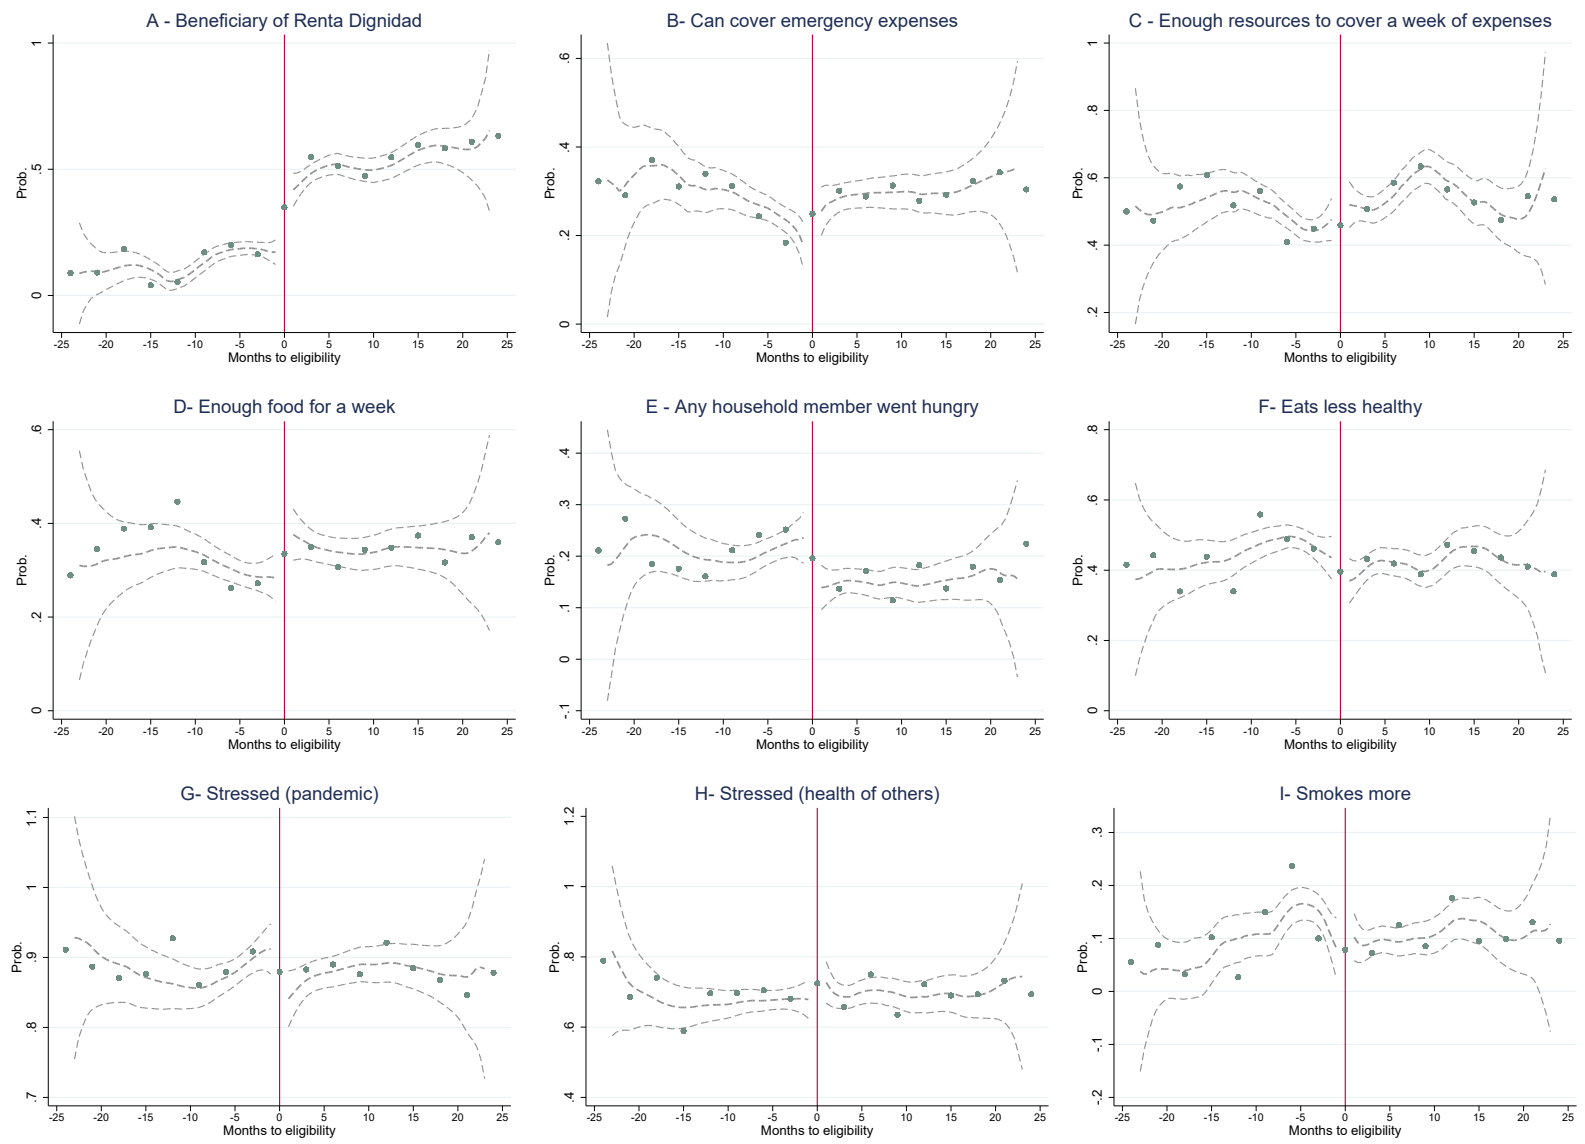 A - Beneficiary of Renta Dignidad
Prob.
0 .5 1
-25 -20 -15 -10 -5 0 5 10 15 20 25
Months to eligibility
B- Can cover emergency expenses
Prob.
0 .2 .4 .6
-25 -20 -15 -10 -5 0 5 10 15 20 25
Months to eligibility
C - Enough resources to cover a week of expenses
Prob.
.2 .4 .6 .8 1
-25 -20 -15 -10 -5 0 5 10 15 20 25
Months to eligibility
D- Enough food for a week
Prob.
0 .2 .4 .6
-25 -20 -15 -10 -5 0 5 10 15 20 25
Months to eligibility
E - Any household member went hungry
Prob.
-.1 0 .1 .2 .3 .4
-25 -20 -15 -10 -5 0 5 10 15 20 25
Months to eligibility
F- Eats less healthy
Prob.
0 .2 .4 .6 .8
-25 -20 -15 -10 -5 0 5 10 15 20 25
Months to eligibility
G- Stressed (pandemic)
Prob.
.7 .8 .9 1 1.1
-25 -20 -15 -10 -5 0 5 10 15 20 25
Months to eligibility
H- Stressed (health of others)
Prob.
.4 .6 .8 1 1.2
-25 -20 -15 -10 -5 0 5 10 15 20 25
Months to eligibility
I- Smokes more
Prob.
-.2 -.1 0 .1 .2 .3
-25 -20 -15 -10 -5 0 5 10 15 20 25
Months to eligibility